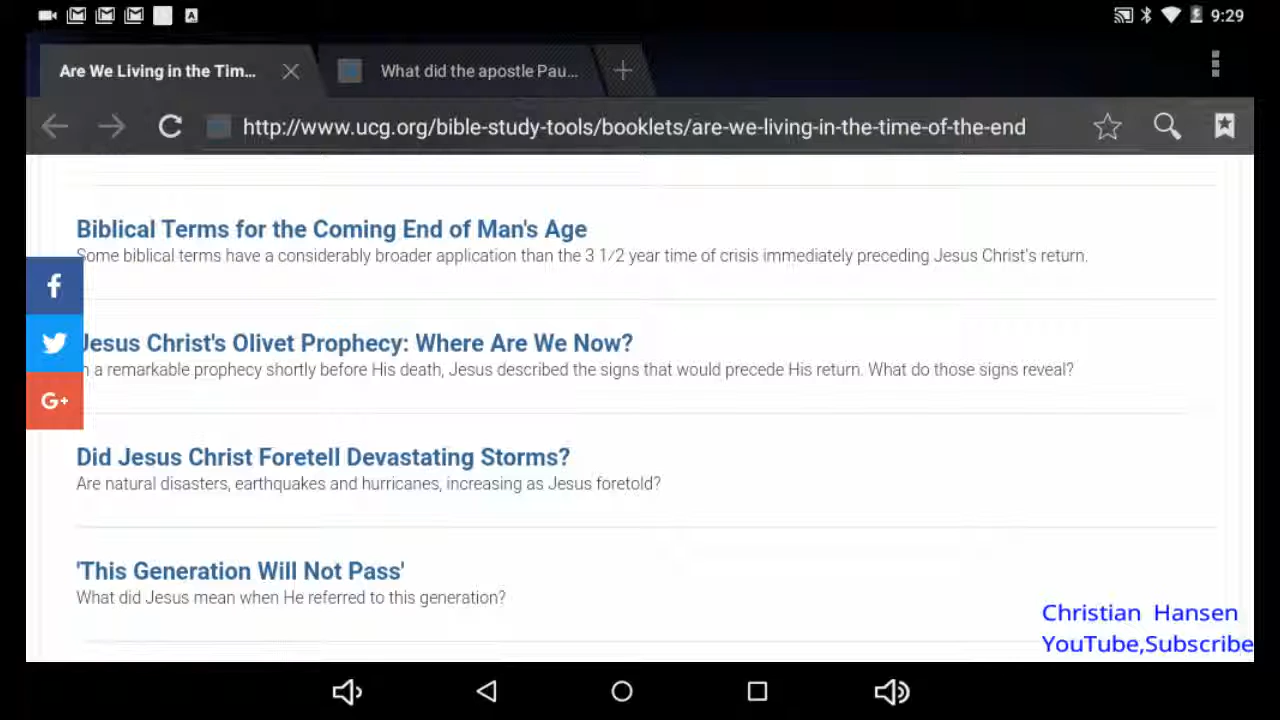 9:29
Are We Living in the Tim...
What did the apostle Pau...
http://www.ucg.org/bible-study-tools/booklets/are-we-living-in-the-time-of-the-end
Biblical Terms for the Coming End of Man's Age
Some biblical terms have a considerably broader application than the 3 1/2 year time of crisis immediately preceding Jesus Christ's return.
Jesus Christ's Olivet Prophecy: Where Are We Now?
n a remarkable prophecy shortly before His death, Jesus described the signs that would precede His return. What do those signs reveal?
Did Jesus Christ Foretell Devastating Storms?
Are natural disasters, earthquakes and hurricanes, increasing as Jesus foretold?
'This Generation Will Not Pass'
What did Jesus mean when He referred to this generation?
f
G+
Christian Hansen
YouTube,Subscribe